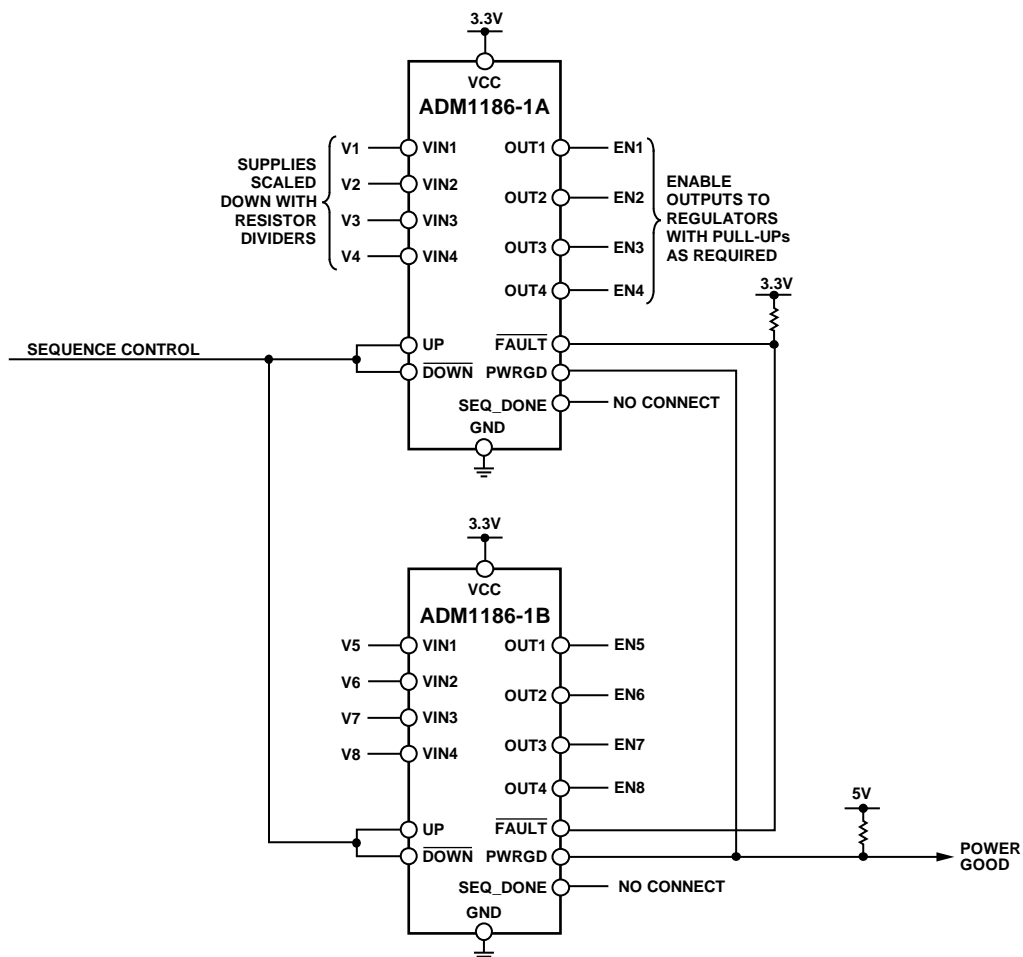 3.3V
VCC
ADM1186-1A
SUPPLIES
SCALED
DOWN WITH
RESISTOR
DIVIDERS
V1
V2
V3
V4
VIN1
VIN2
VIN3
VIN4
OUT1
OUT2
OUT3
OUT4
EN1
EN2
EN3
EN4
ENABLE
OUTPUTS TO
REGULATORS
WITH PULL-UPs
AS REQUIRED
3.3V
SEQUENCE CONTROL
UP
DOWN
FAULT
PWRGD
SEQ_DONE
NO CONNECT
GND
3.3V
VCC
ADM1186-1B
V5
V6
V7
V8
VIN1
VIN2
VIN3
VIN4
OUT1
OUT2
OUT3
OUT4
EN5
EN6
EN7
EN8
UP
DOWN
FAULT
PWRGD
SEQ_DONE
NO CONNECT
GND
5V
POWER
GOOD